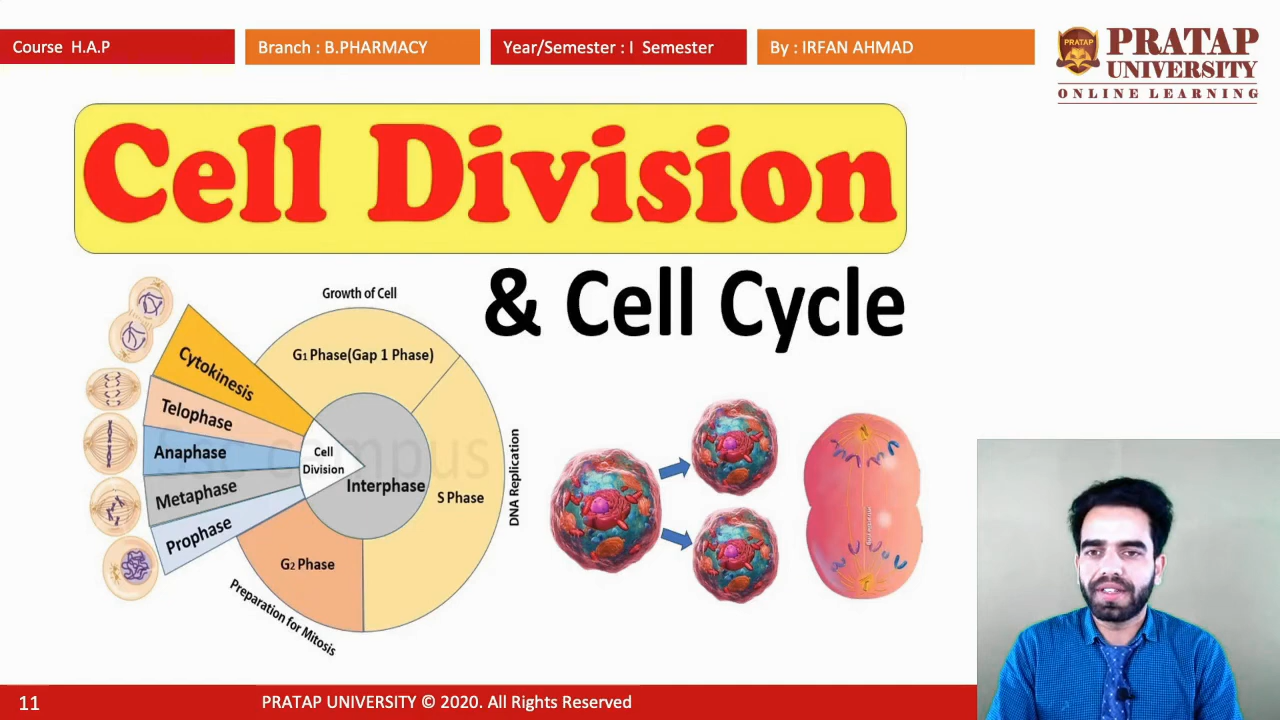 Course H.A.P
Branch : B.PHARMACY
Year/Semester : I Semester
By : IRFAN AHMAD
PRATAP
PRATAP
UNIVERSITY
ONLINE LEARNING
Cell Division
& Cell Cycle
Growth of Cell
G1 Phase(Gap 1 Phase)
Cytokinesis
Telophase
Anaphase
Metaphase
Prophase
Cell
Division
Interphase
S Phase
DNA Replication
G2 Phase
Preparation for Mitosis
campus
11
PRATAP UNIVERSITY © 2020. All Rights Reserved